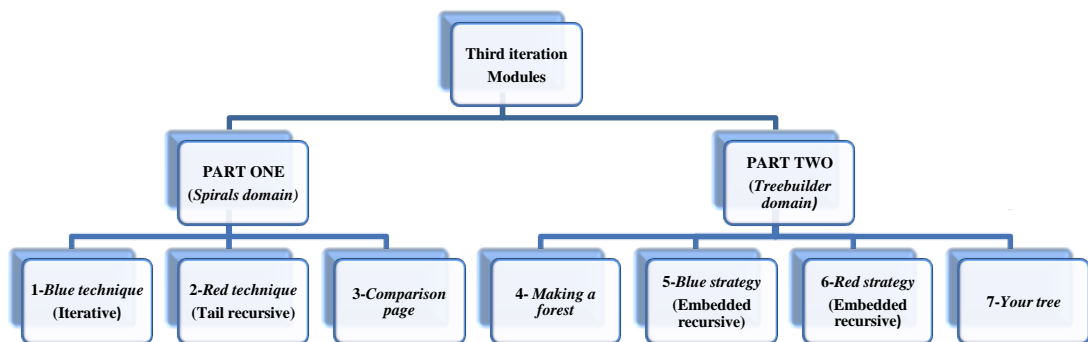 Third iteration
Modules
PART ONE
(Spirals domain)
PART TWO
(Treebuilder
domain)
1-Blue technique
(Iterative)
2-Red technique
(Tail recursive)
3-Comparison
page
4- Making a
forest
5-Blue strategy
(Embedded
recursive)
6-Red strategy
(Embedded
recursive)
7-Your tree